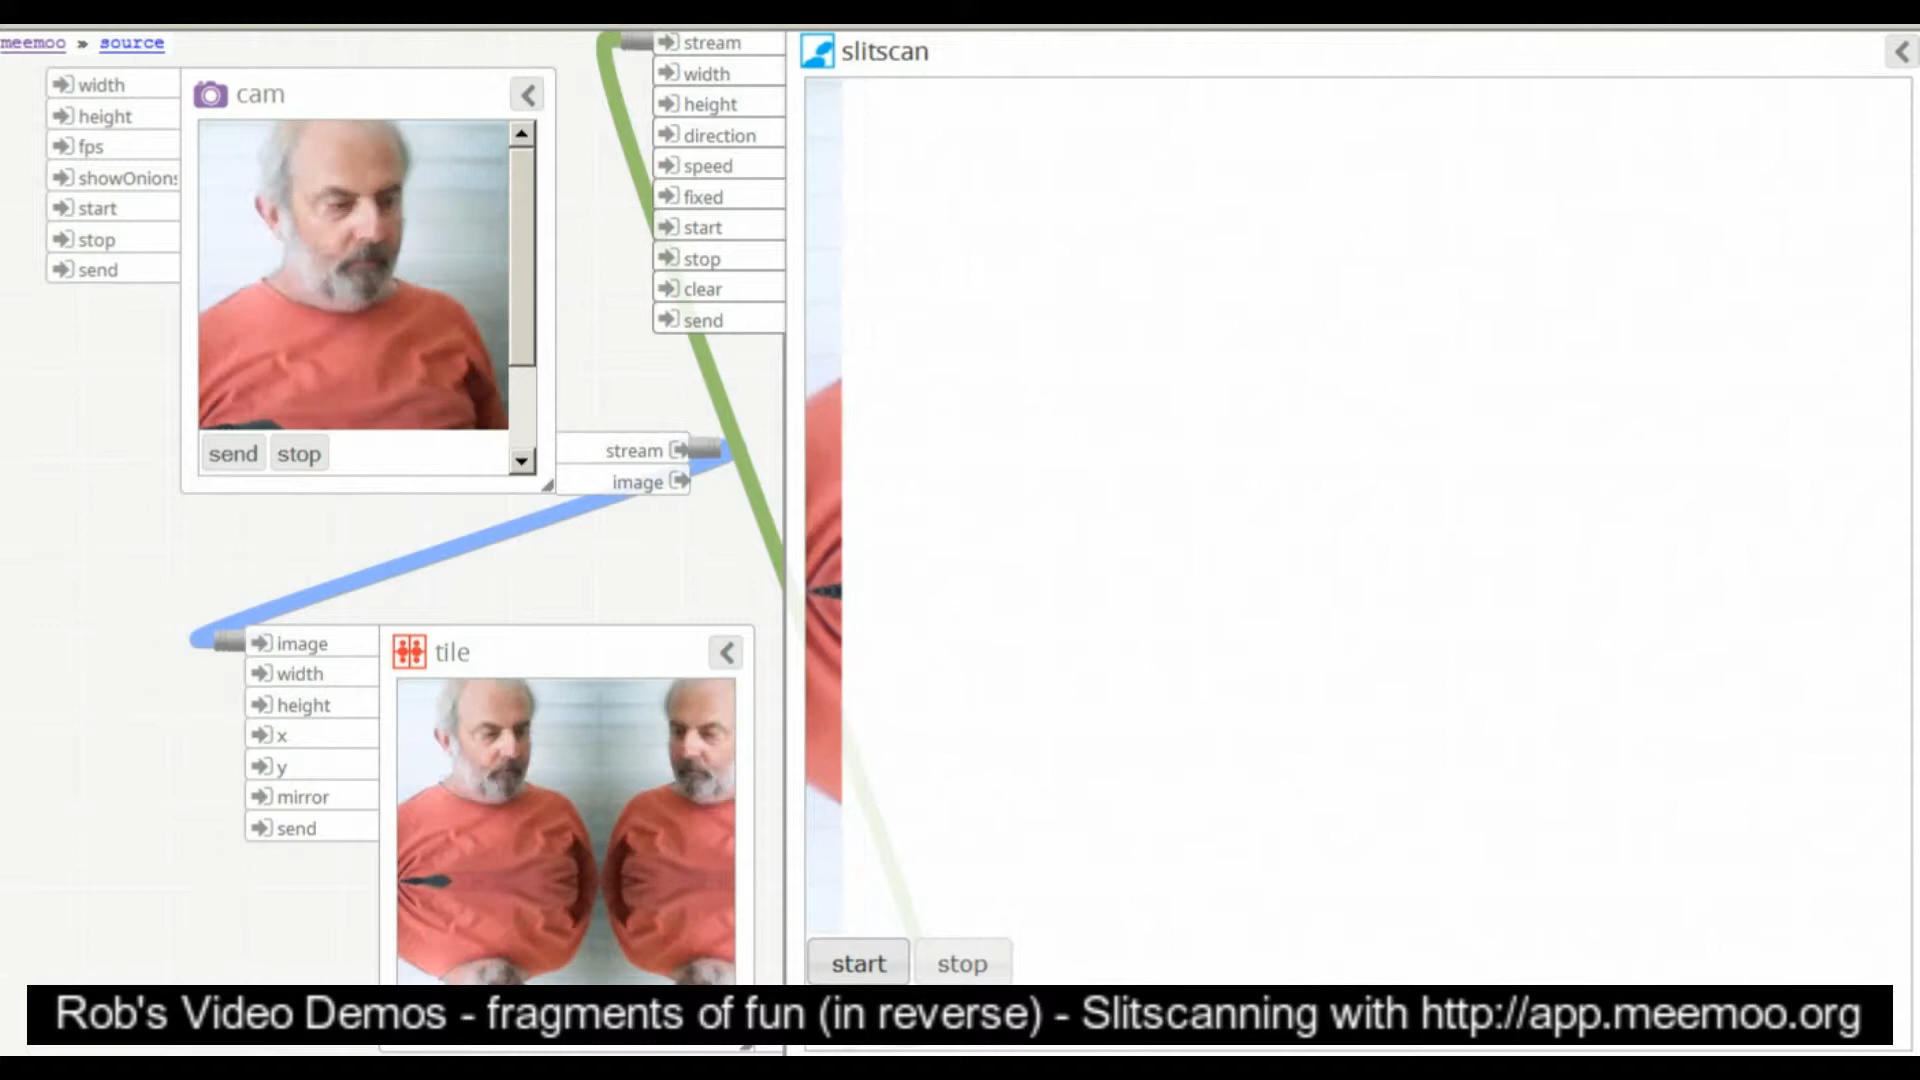 meemoo » source
width
height
fps
showOnions
start
stop
send
cam
send stop
stream
image
stream
width
height
direction
speed
fixed
start
stop
clear
send
image
width
height
x
y
mirror
send
tile
slitscan
start stop
Rob's Video Demos - fragments of fun (in reverse) - Slitscanning with http://app.meemoo.org